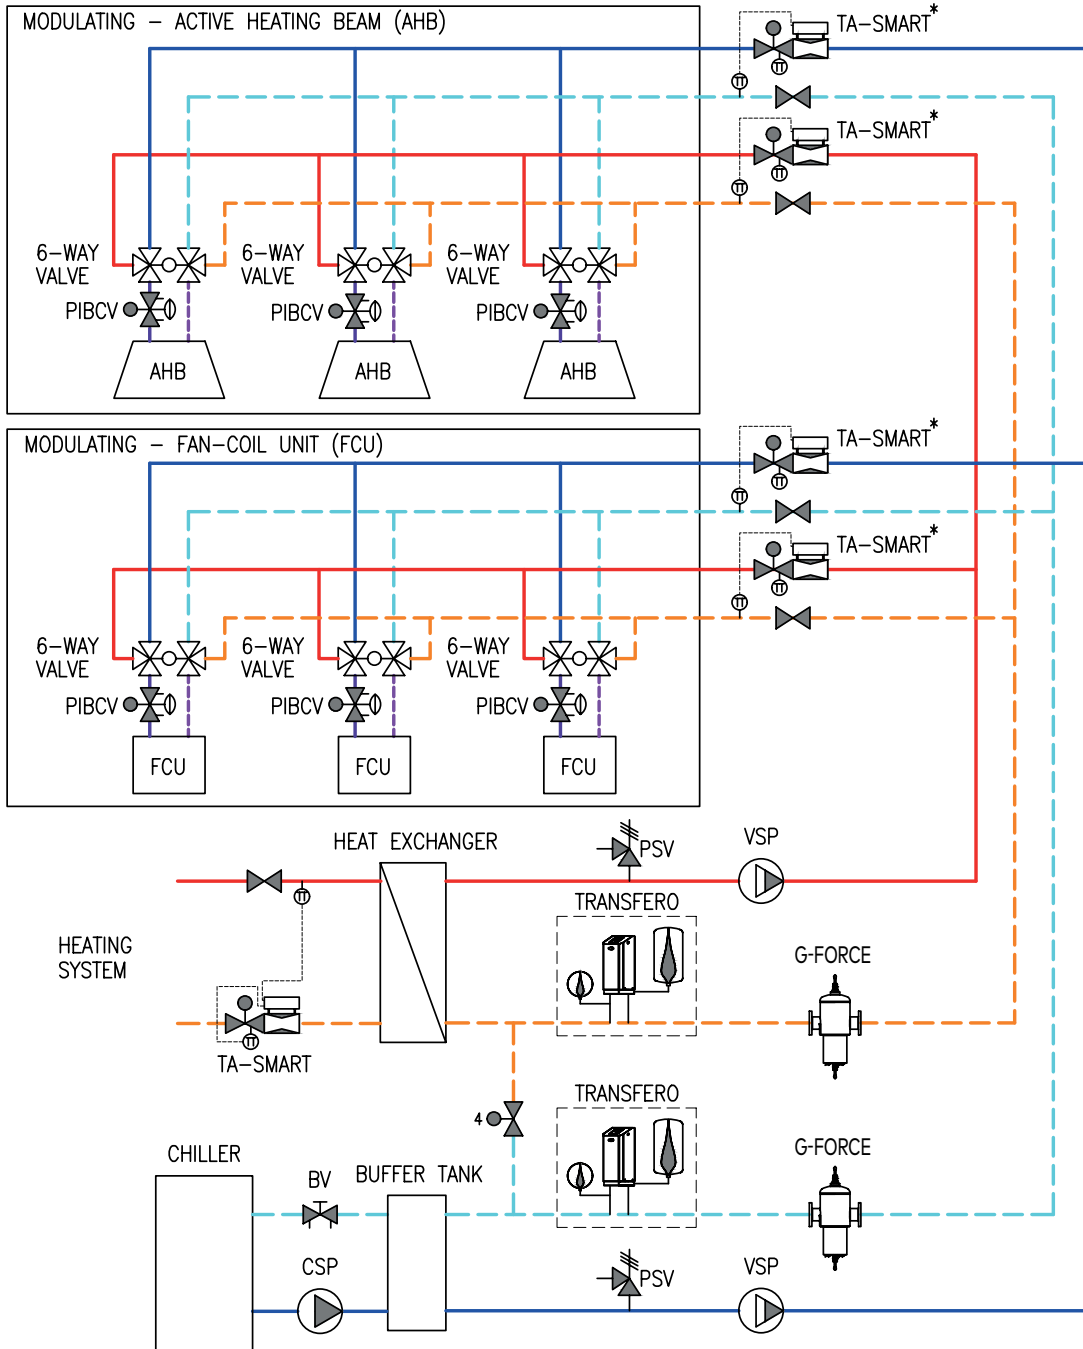 MODULATING – ACTIVE HEATING BEAM (AHB)
TA–SMART*
TA–SMART*
6–WAY
VALVE
6–WAY
VALVE
6–WAY
VALVE
PIBCV
PIBCV
PIBCV
AHB
AHB
AHB
MODULATING – FAN–COIL UNIT (FCU)
TA–SMART*
TA–SMART*
6–WAY
VALVE
6–WAY
VALVE
6–WAY
VALVE
PIBCV
PIBCV
PIBCV
FCU
FCU
FCU
HEAT EXCHANGER
PSV
VSP
TRANSFERO
HEATING
SYSTEM
G-FORCE
TA–SMART
TRANSFERO
4
CHILLER
BV
BUFFER TANK
G-FORCE
CSP
PSV
VSP